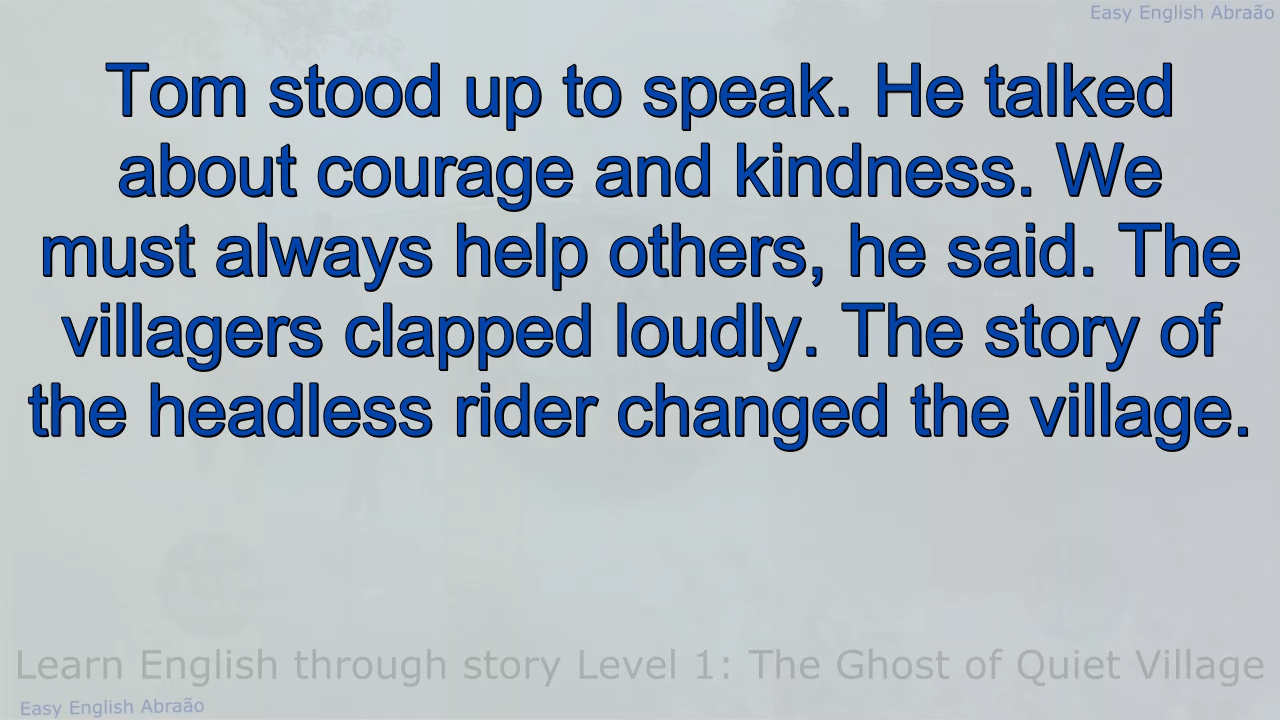 Easy English Abraão
Tom stood up to speak. He talked
about courage and kindness. We
must always help others, he said. The
villagers clapped loudly. The story of
the headless rider changed the village.
Learn English through story Level 1: The Ghost of Quiet Village
Easy English Abraão